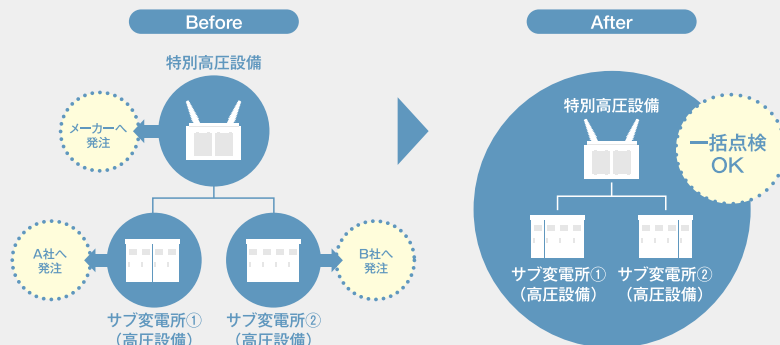 Before
特別高圧設備
メーカーへ
発注
A社へ
発注
B社へ
発注
サブ変電所①
（高圧設備）
サブ変電所②
（高圧設備）
After
特別高圧設備
一括点検
OK
サブ変電所①
（高圧設備）
サブ変電所②
（高圧設備）